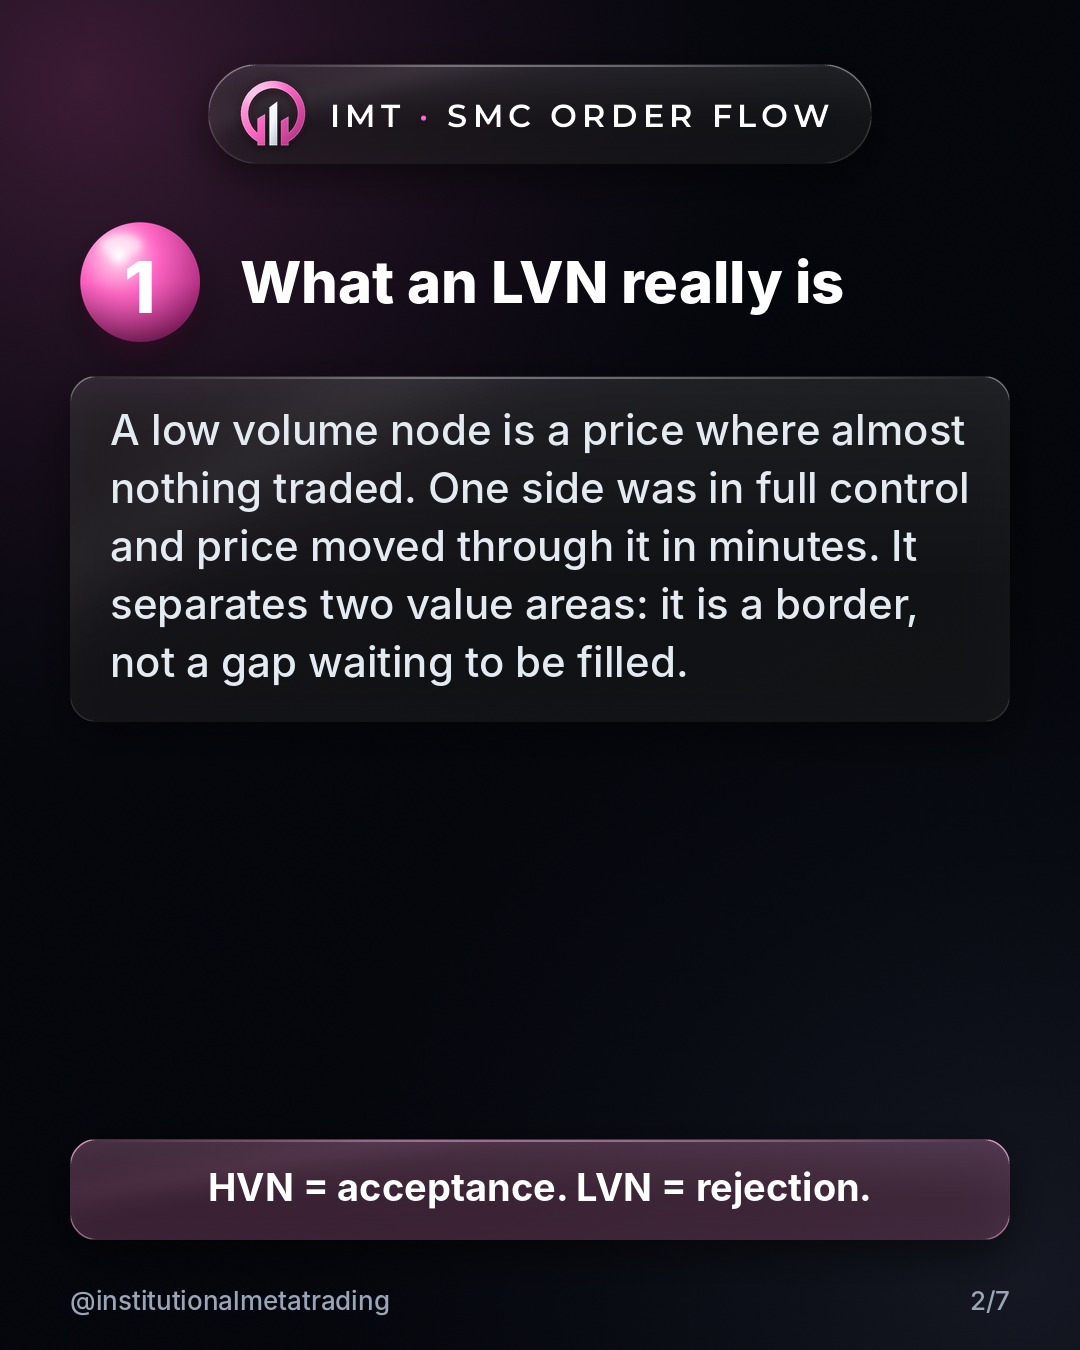 IMT · SMC ORDER FLOW
1
What an LVN really is
A low volume node is a price where almost
nothing traded. One side was in full control
and price moved through it in minutes. It
separates two value areas: it is a border,
not a gap waiting to be filled.
HVN = acceptance. LVN = rejection.
@institutionalmetatrading
2/7